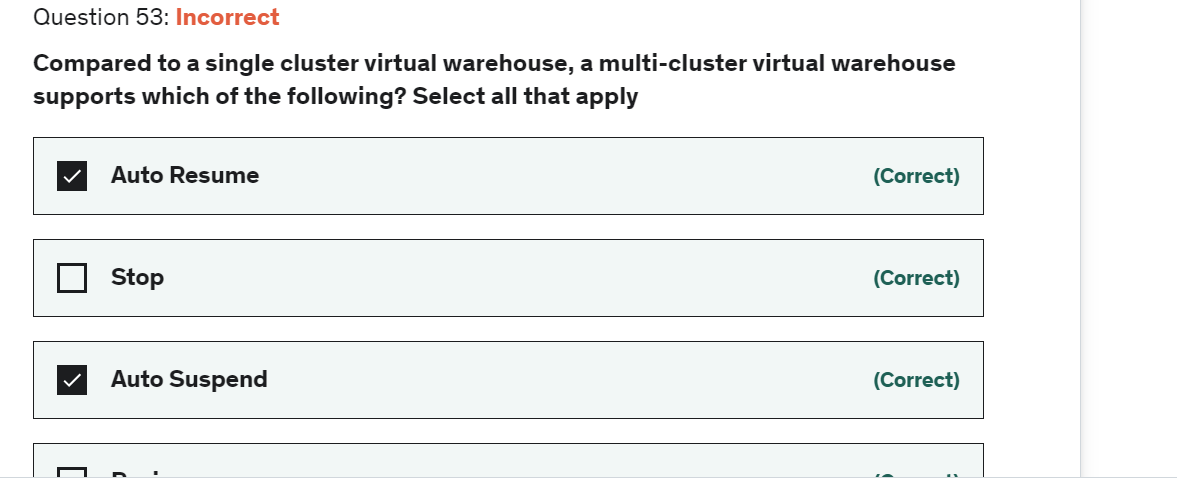 Question 53: Incorrect
Compared to a single cluster virtual warehouse, a multi-cluster virtual warehouse
supports which of the following? Select all that apply
Auto Resume (Correct)
Stop (Correct)
Auto Suspend (Correct)